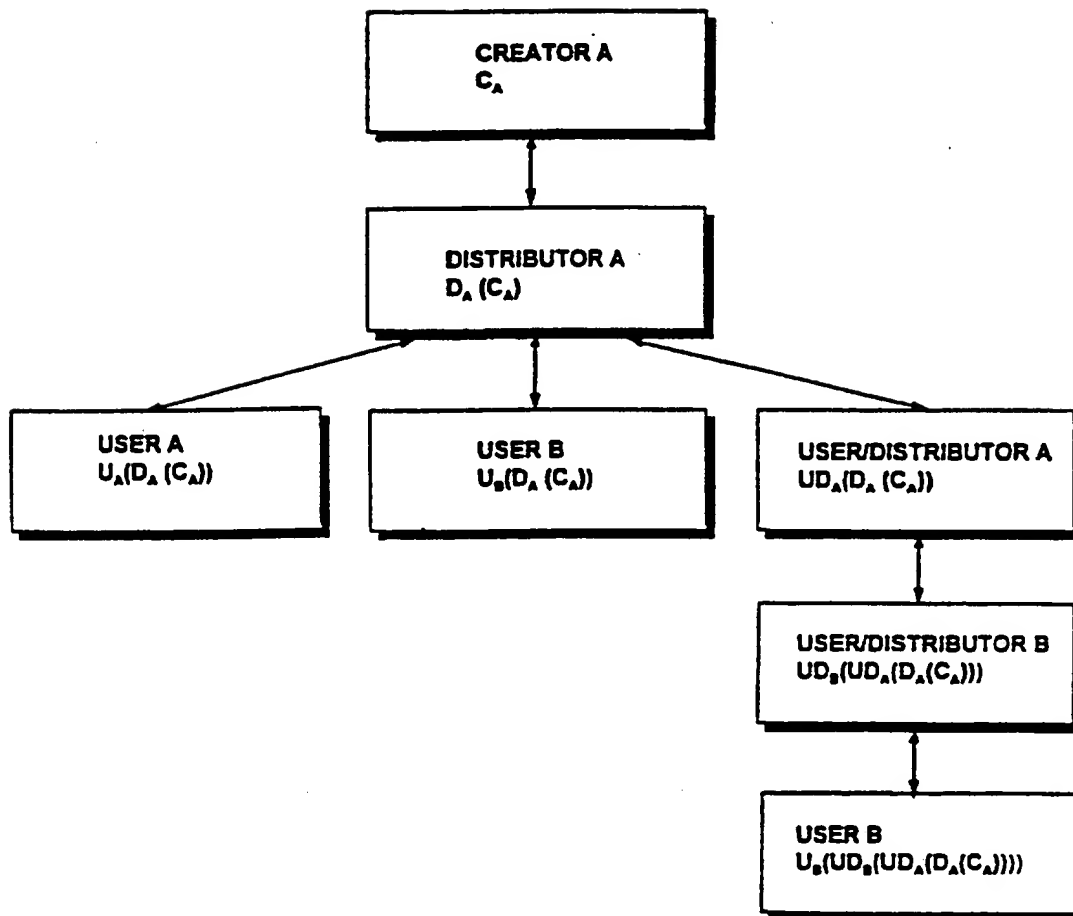 CREATOR A
C_A
DISTRIBUTOR A
D_A (C_A)
USER A
U_A(D_A (C_A))
USER B
U_B(D_A (C_A))
USER/DISTRIBUTOR A
UD_A(D_A (C_A))
USER/DISTRIBUTOR B
UD_B(UD_A(D_A(C_A)))
USER B
U_B(UD_B(UD_A(D_A(C_A))))